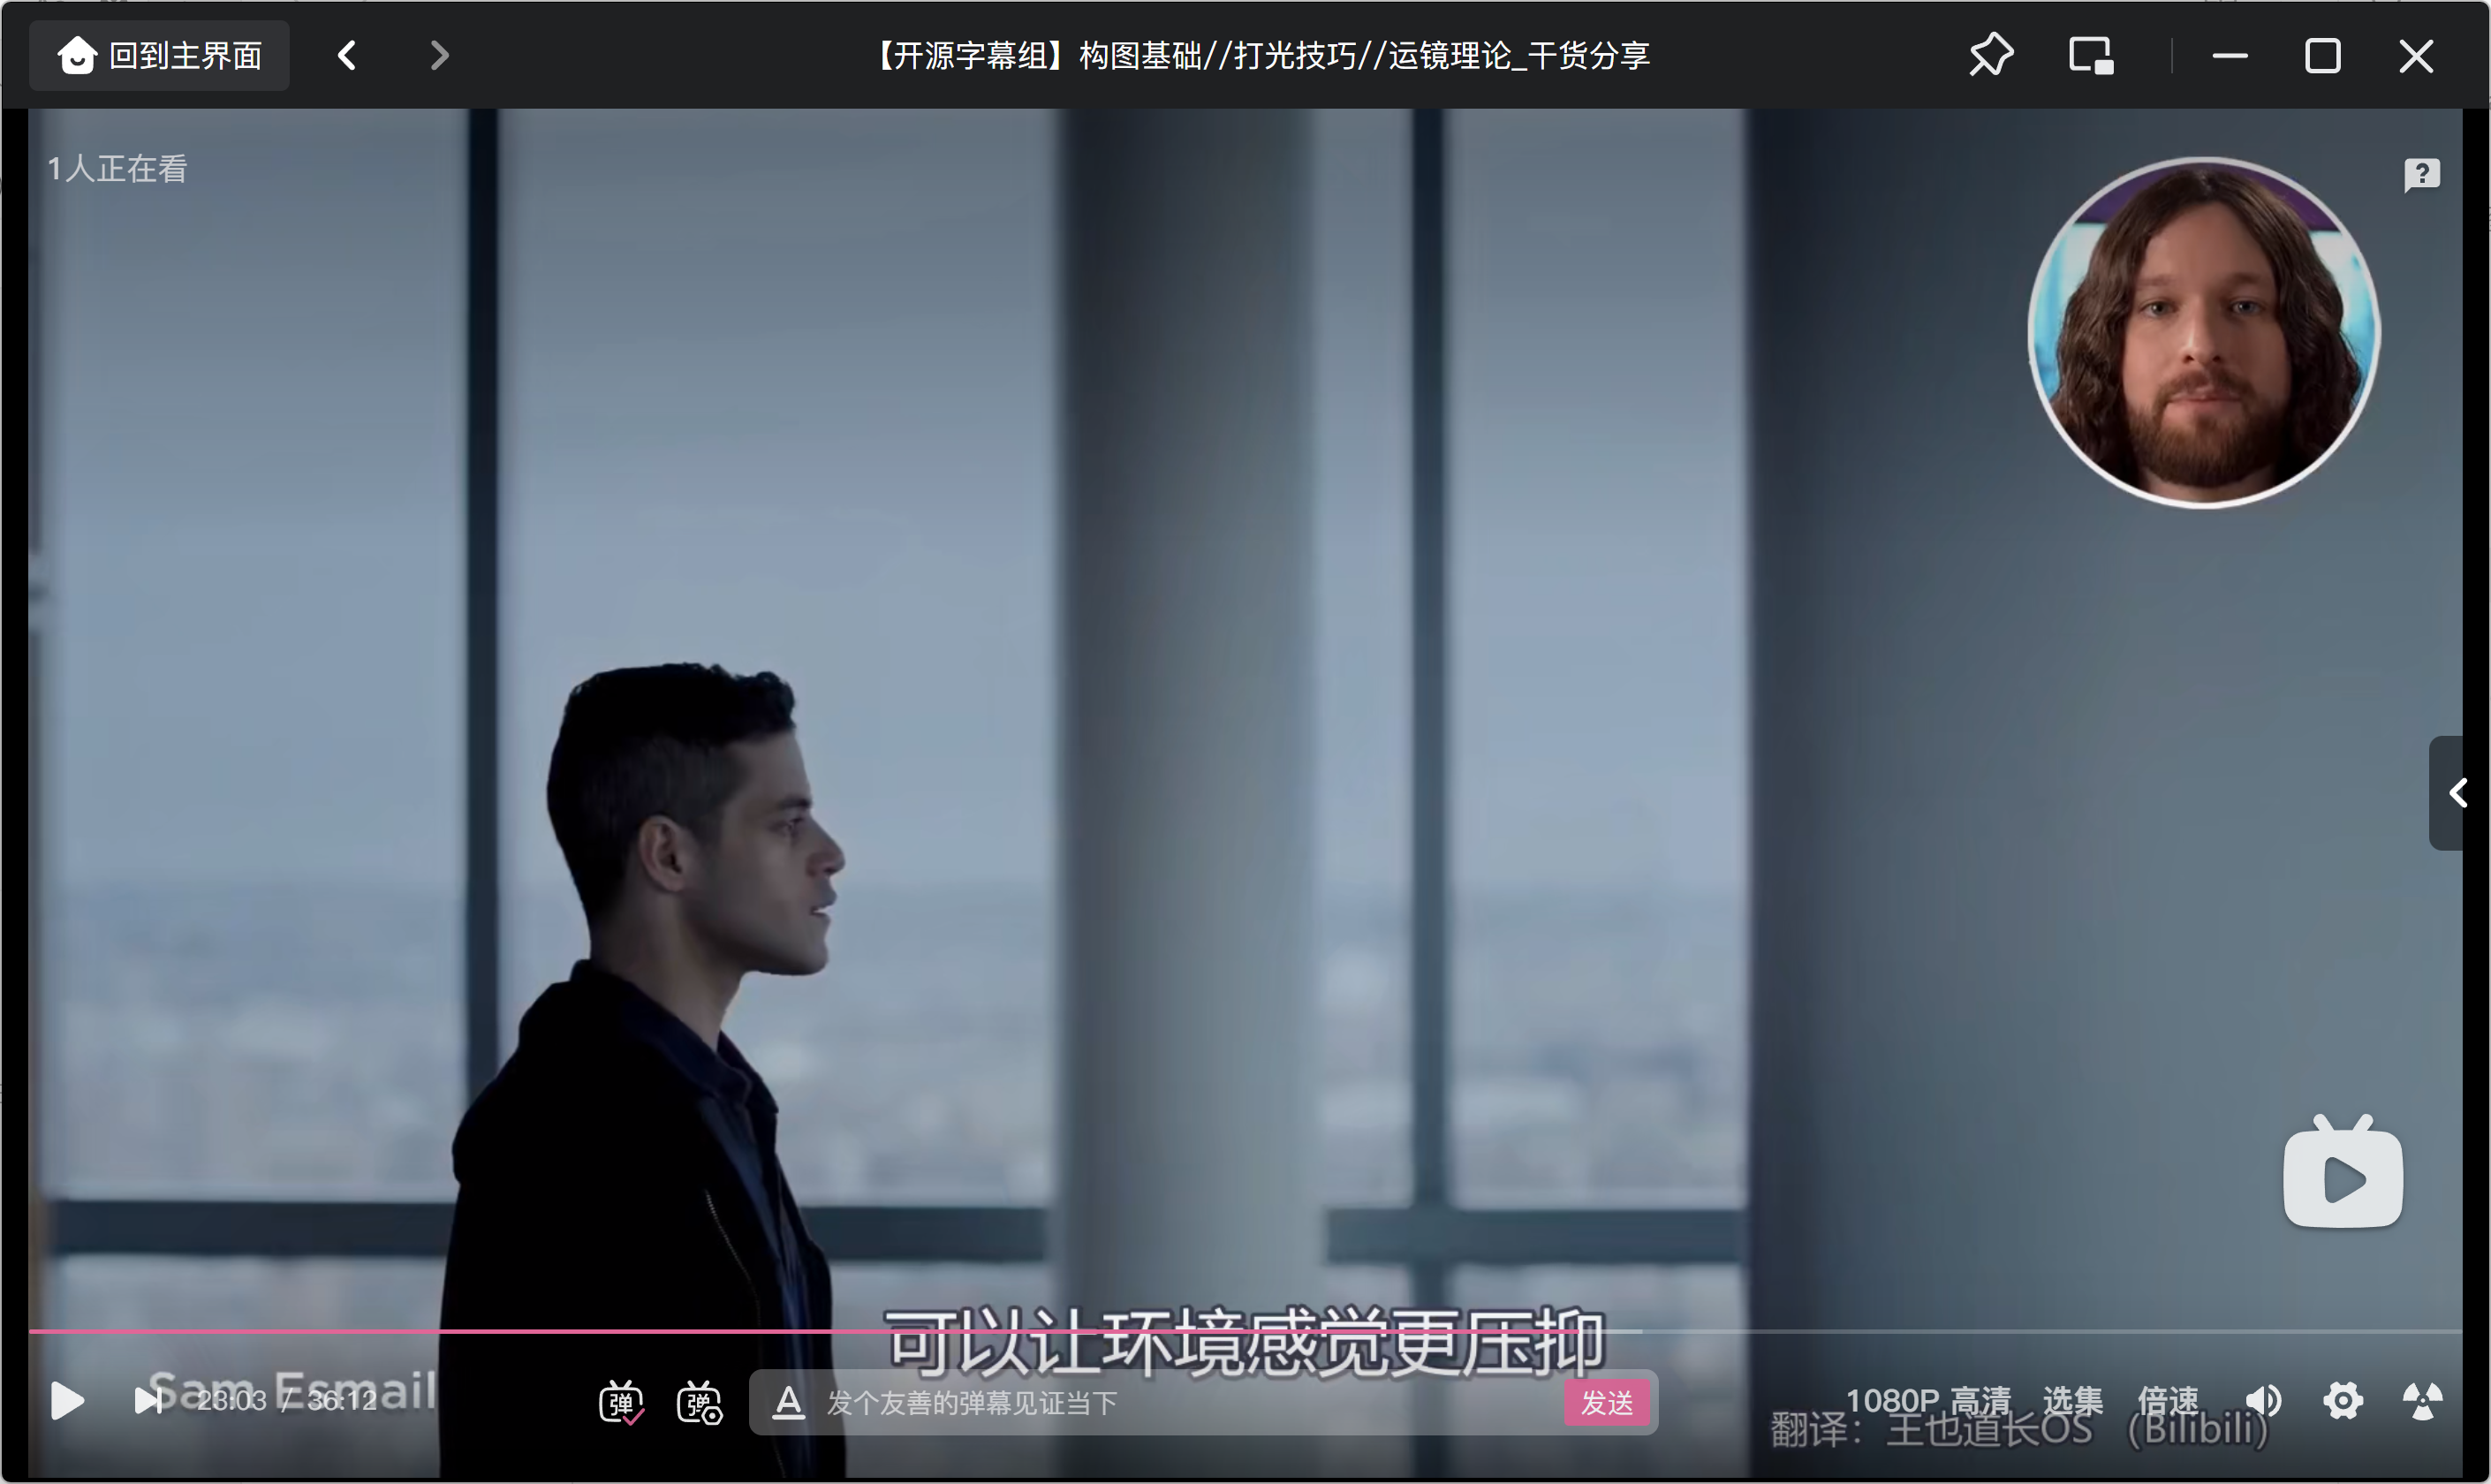 回到主界面
【开源字幕组】构图基础//打光技巧//运镜理论_干货分享
1人正在看
?
可以让环境感觉更压抑
Sam Esmail
23:03 / 36:12
弹
弹
A
发个友善的弹幕见证当下
发送
1080P 高清
选集
倍速
翻译：王也道长OS （Bilibili）